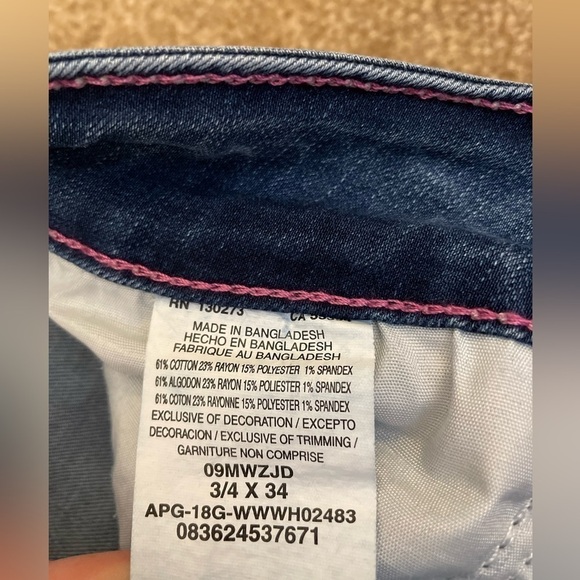 RN 130273 CA
MADE IN BANGLADESH
HECHO EN BANGLADESH
FABRIQUE AU BANGLADESH
61% COTTON 23% RAYON 15% POLYESTER 1% SPANDEX
61% ALGODON 23% RAYON 15% POLIESTER 1% SPANDEX
61% COTON 23% RAYONNE 15% POLYESTER 1% SPANDEX
EXCLUSIVE OF DECORATION / EXCEPTO
DECORACION / EXCLUSIVE OF TRIMMING /
GARNITURE NON COMPRISE
09MWZJD
3/4 X 34
APG-18G-WWWH02483
083624537671